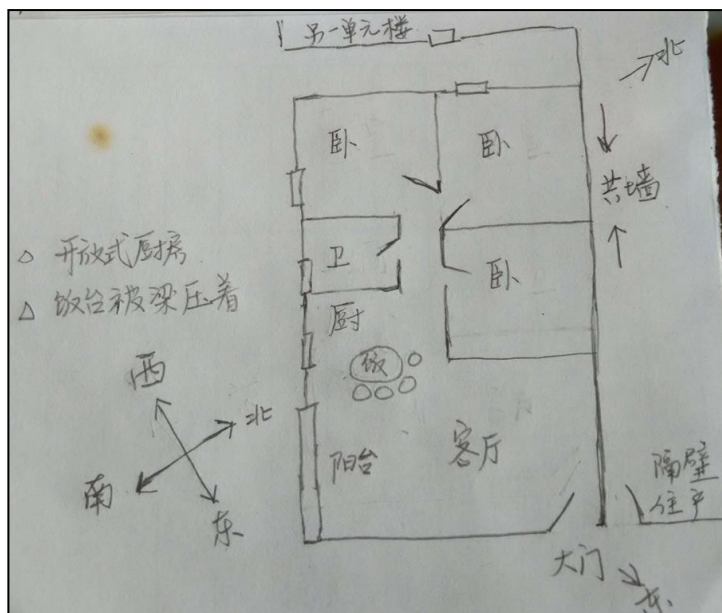 另一单元楼
北
卧
卧
共墙
△ 开放式厨房
卫
卧
△ 饭台被梁压着
厨
西
饭
北
南
阳台
客厅
东
隔壁
住户
大门
东